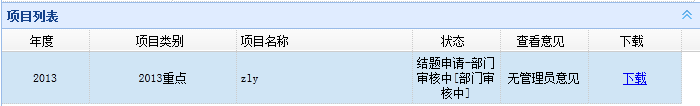 项目列表
年度 项目类别 项目名称 状态 查看意见 下载
2013 2013重点 zly 结题申请-部门 无管理员意见 下载
审核中[部门审
核中]